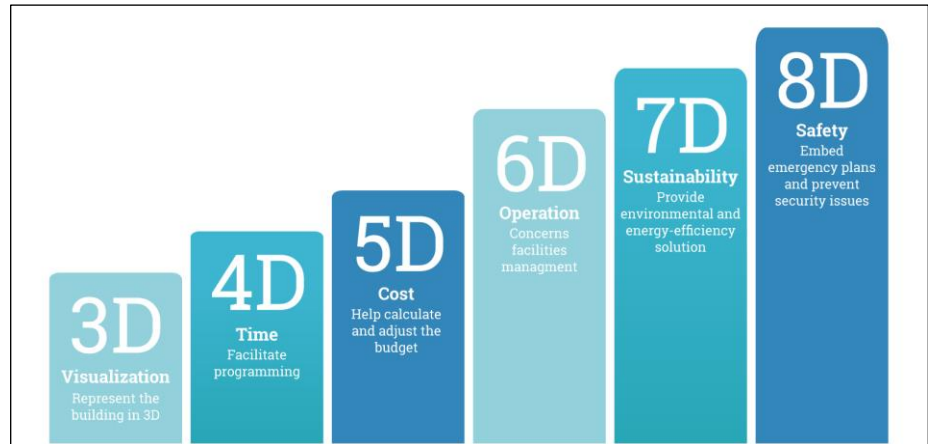 3D
Visualization
Represent the
building in 3D
4D
Time
Facilitate
programming
5D
Cost
Help calculate
and adjust the
budget
6D
Operation
Concerns
facilities
managment
7D
Sustainability
Provide
environmental and
energy-efficiency
solution
8D
Safety
Embed
emergency plans
and prevent
security issues